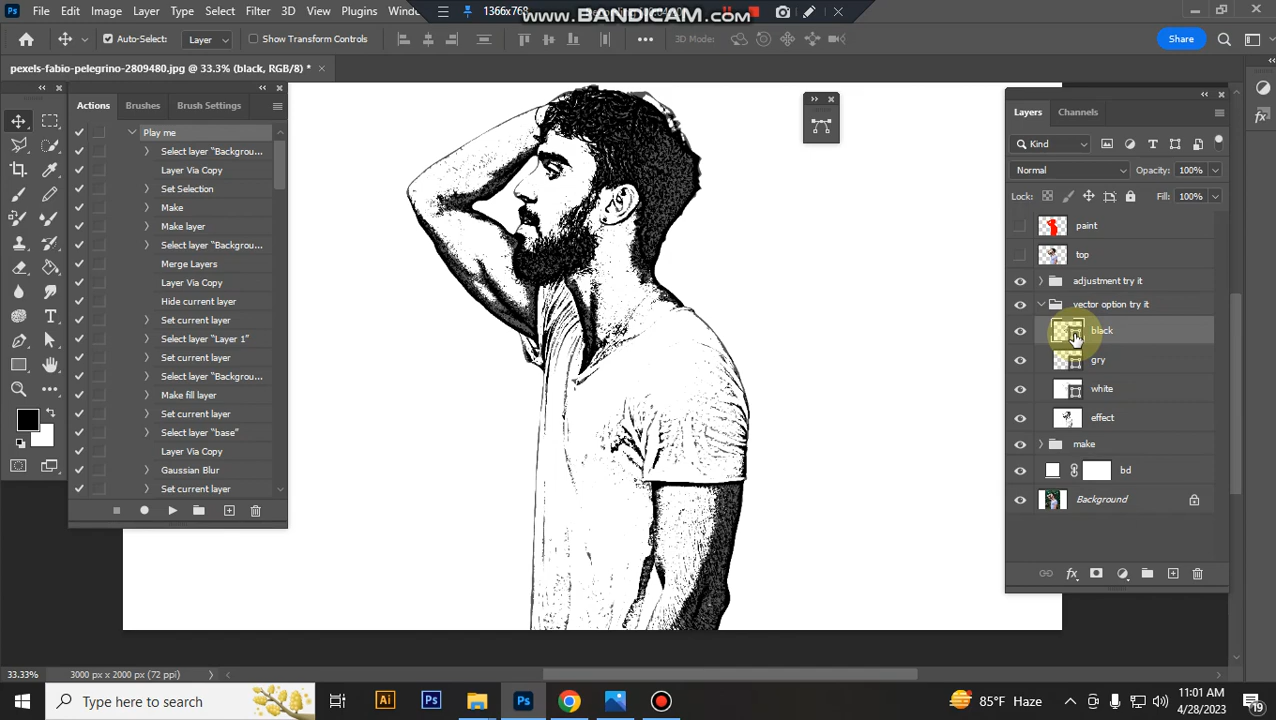 File Edit Image Layer Type Select Filter 3D View Plugins Windo
1366x768
www.BANDICAM.com
Auto-Select: Layer Show Transform Controls 3D Mode: Share
pexels-fabio-pelegrino-2809480.jpg @ 33.3% (black, RGB/8) *
Actions Brushes Brush Settings
Play me
Select layer "Backgrou...
Layer Via Copy
Set Selection
Make
Make layer
Select layer "Backgrou...
Merge Layers
Layer Via Copy
Hide current layer
Set current layer
Select layer "Layer 1"
Set current layer
Select layer "Backgrou...
Make fill layer
Set current layer
Select layer "base"
Layer Via Copy
Gaussian Blur
Set current layer
Layers Channels
Kind
Normal Opacity: 100%
Lock: Fill: 100%
paint
top
adjustment try it
vector option try it
black
gry
white
effect
make
bd
Background
33.33% 3000 px x 2000 px (72 ppi)
Type here to search
Ai Ps Ps
85°F Haze
11:01 AM
4/28/2023
19